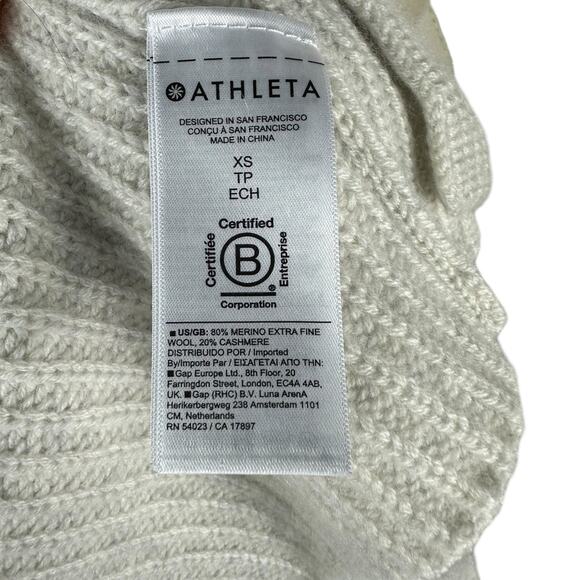 ATHLETA
DESIGNED IN SAN FRANCISCO
CONÇU À SAN FRANCISCO
MADE IN CHINA
XS
TP
ECH
Certified
Certifiée
B
Entreprise
®
Corporation
■ US/GB: 80% MERINO EXTRA FINE
WOOL, 20% CASHMERE
DISTRIBUIDO POR / Imported
By/Importe Par / ΕΙΣΑΓΕΤΑΙ ΑΠΟ ΤΗΝ:
■Gap Europe Ltd., 8th Floor, 20
Farringdon Street, London, EC4A 4AB,
UK. ■Gap (RHC) B.V. Luna ArenA
Herikerbergweg 238 Amsterdam 1101
CM, Netherlands
RN 54023 / CA 17897